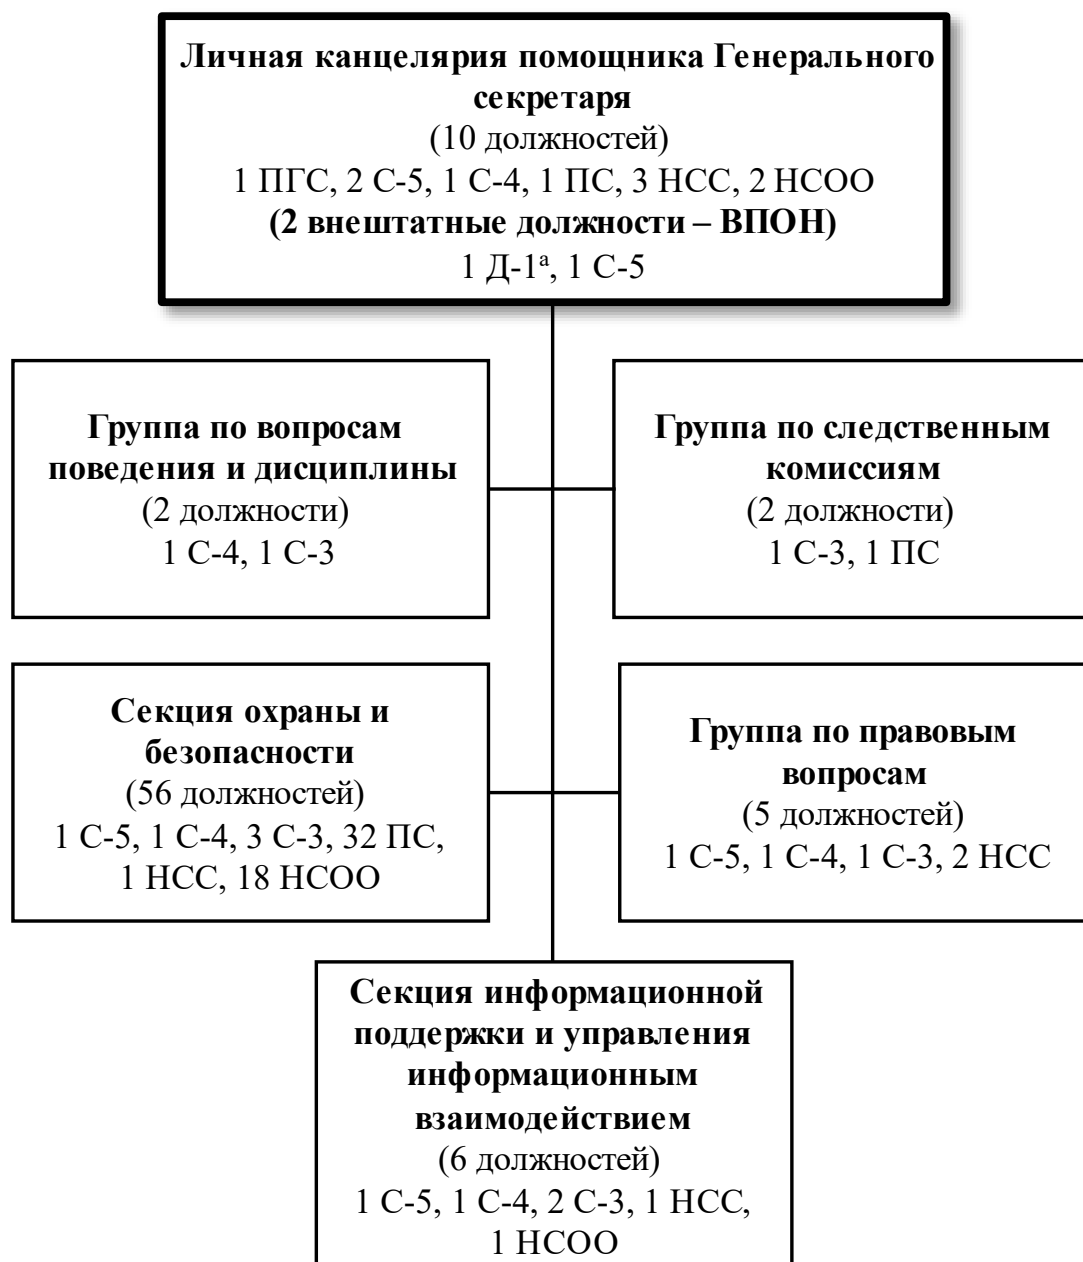 Личная канцелярия помощника Генерального
секретаря
(10 должностей)
1 ПГС, 2 С-5, 1 С-4, 1 ПС, 3 НСС, 2 НСОО
(2 внештатные должности – ВПОН)
1 Д-1ᵃ, 1 С-5
Группа по вопросам
поведения и дисциплины
(2 должности)
1 С-4, 1 С-3
Группа по следственным
комиссиям
(2 должности)
1 С-3, 1 ПС
Секция охраны и
безопасности
(56 должностей)
1 С-5, 1 С-4, 3 С-3, 32 ПС,
1 НСС, 18 НСОО
Группа по правовым
вопросам
(5 должностей)
1 С-5, 1 С-4, 1 С-3, 2 НСС
Секция информационной
поддержки и управления
информационным
взаимодействием
(6 должностей)
1 С-5, 1 С-4, 2 С-3, 1 НСС,
1 НСОО